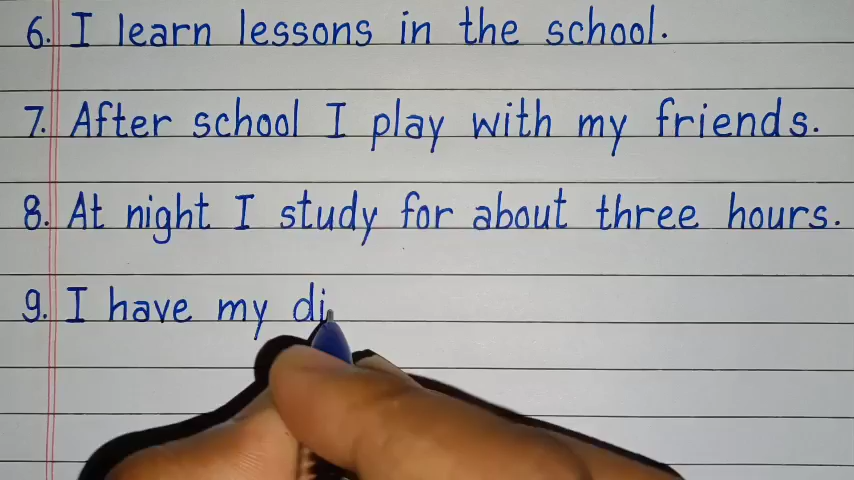 6. I learn lessons in the school.
7. After school I play with my friends.
8. At night I study for about three hours.
9. I have my di